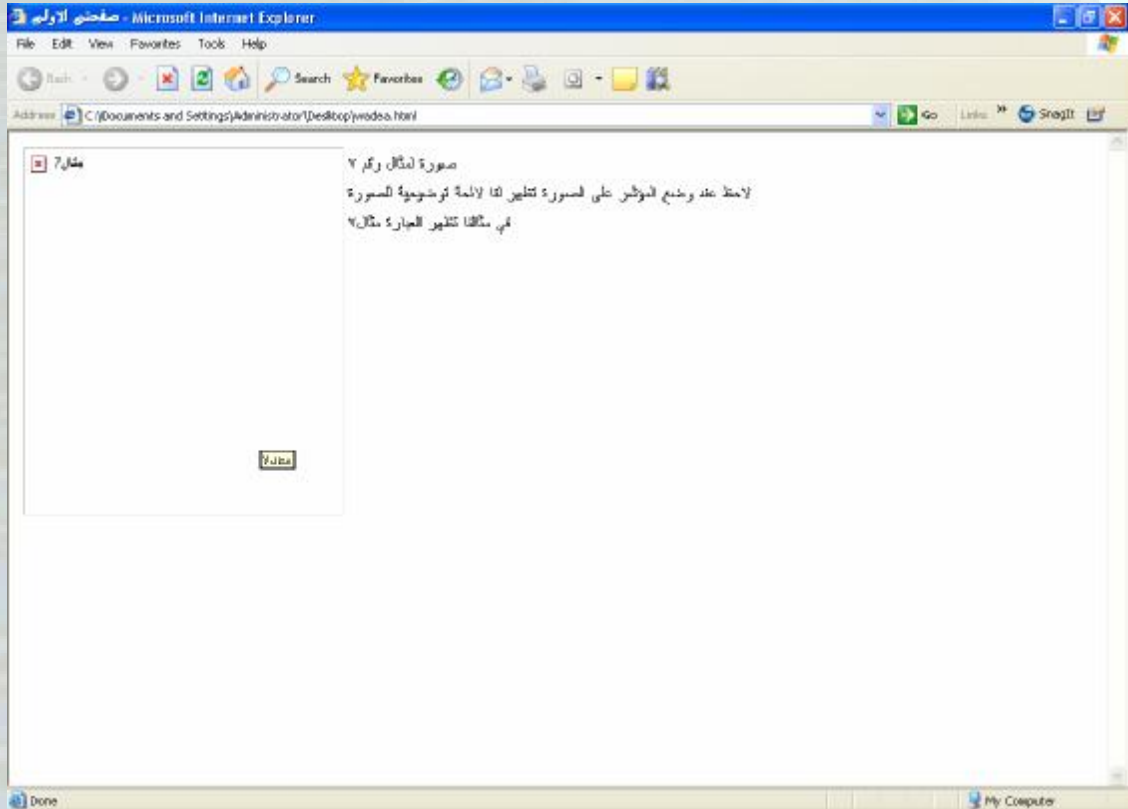 صفحتي الاولى - Microsoft Internet Explorer
File Edit View Favorites Tools Help
Back Search Favorites
Address C:\Documents and Settings\Administrator\Desktop\wadea.html Go Links SnagIt
مثال7
صورة لمثال رقم ٧
لاحظ عند وضع المؤشر على الصورة تظهر لنا لائحة توضيحية للصورة
في مثالنا تظهر العبارة مثال٧
مثال٧
Done My Computer